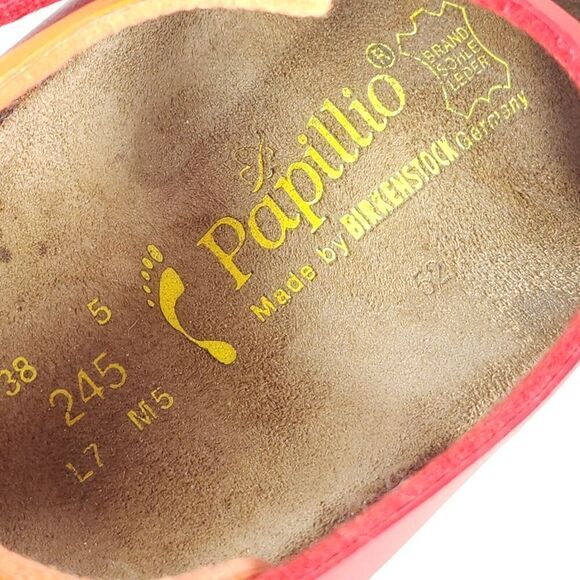 BRAND
SOHLE
LEDER
Papillio®
Made by BIRKENSTOCK Germany
38 5
245
L7 M5